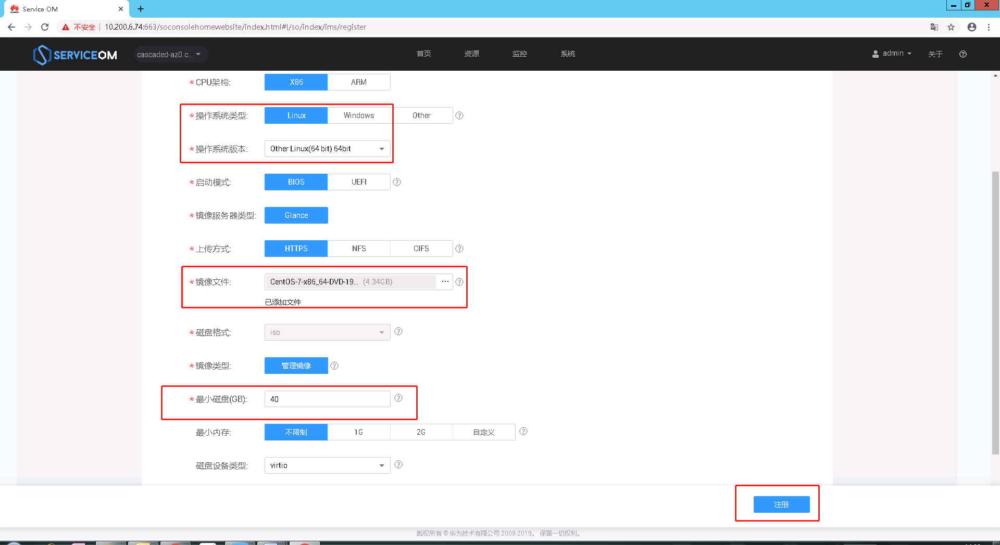 Service OM
不安全 10.200.6.74:663/soconsolehomewebsite/index.html#!/so/index/ims/register
SERVICEOM cascaded-az0.c... 首页 资源 监控 系统 admin 关于
* CPU架构: X86 ARM
* 操作系统类型: Linux Windows Other
* 操作系统版本: Other Linux(64 bit) 64bit
* 启动模式: BIOS UEFI
* 镜像服务器类型: Glance
* 上传方式: HTTPS NFS CIFS
* 镜像文件: CentOS-7-x86_64-DVD-19... (4.34GB) ...
已添加文件
* 磁盘格式: iso
* 镜像类型: 管理镜像
* 最小磁盘(GB): 40
最小内存: 不限制 1G 2G 自定义
磁盘设备类型: virtio
注册
版权所有 © 华为技术有限公司 2008-2019。 保留一切权利。